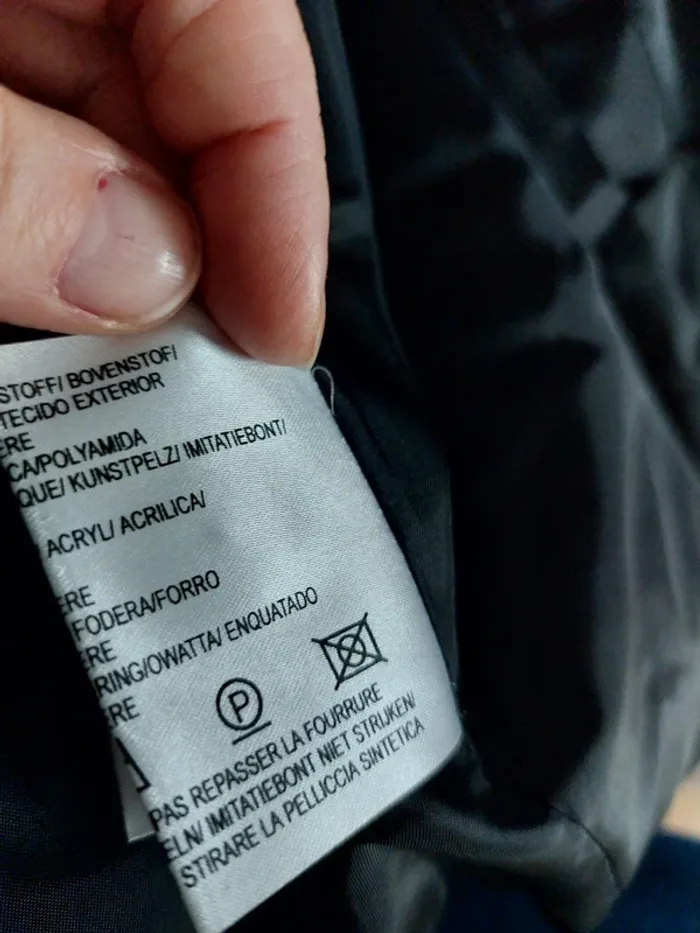 STOFF/ BOVENSTOF/
TECIDO EXTERIOR
ERE
CA/POLYAMIDA
QUE/ KUNSTPELZ/ IMITATIEBONT/
ACRYL/ ACRILICA/
ERE
FODERA/FORRO
ERE
RING/OWATTA/ ENQUATADO
ERE
P
PAS REPASSER LA FOURRURE
ELN/ IMITATIEBONT NIET STRIJKEN/
STIRARE LA PELLICCIA SINTETICA